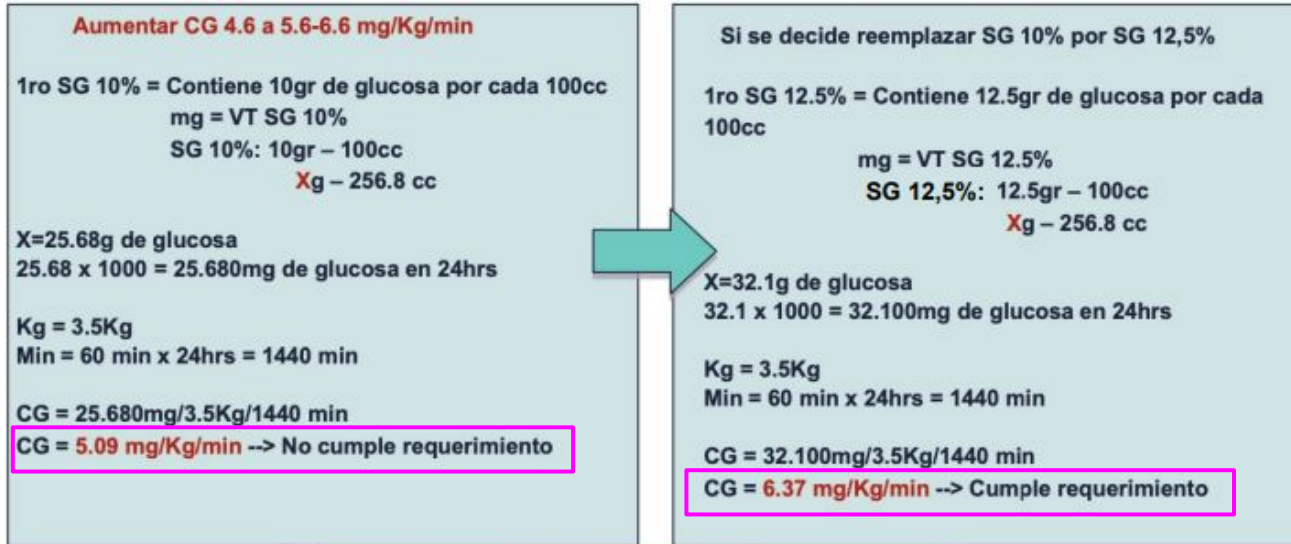 Aumentar CG 4.6 a 5.6-6.6 mg/Kg/min
1ro SG 10% = Contiene 10gr de glucosa por cada 100cc
mg = VT SG 10%
SG 10%: 10gr – 100cc
Xg – 256.8 cc
X=25.68g de glucosa
25.68 x 1000 = 25.680mg de glucosa en 24hrs
Kg = 3.5Kg
Min = 60 min x 24hrs = 1440 min
CG = 25.680mg/3.5Kg/1440 min
CG = 5.09 mg/Kg/min --> No cumple requerimiento
Si se decide reemplazar SG 10% por SG 12,5%
1ro SG 12.5% = Contiene 12.5gr de glucosa por cada
100cc
mg = VT SG 12.5%
SG 12,5%: 12.5gr – 100cc
Xg – 256.8 cc
X=32.1g de glucosa
32.1 x 1000 = 32.100mg de glucosa en 24hrs
Kg = 3.5Kg
Min = 60 min x 24hrs = 1440 min
CG = 32.100mg/3.5Kg/1440 min
CG = 6.37 mg/Kg/min --> Cumple requerimiento